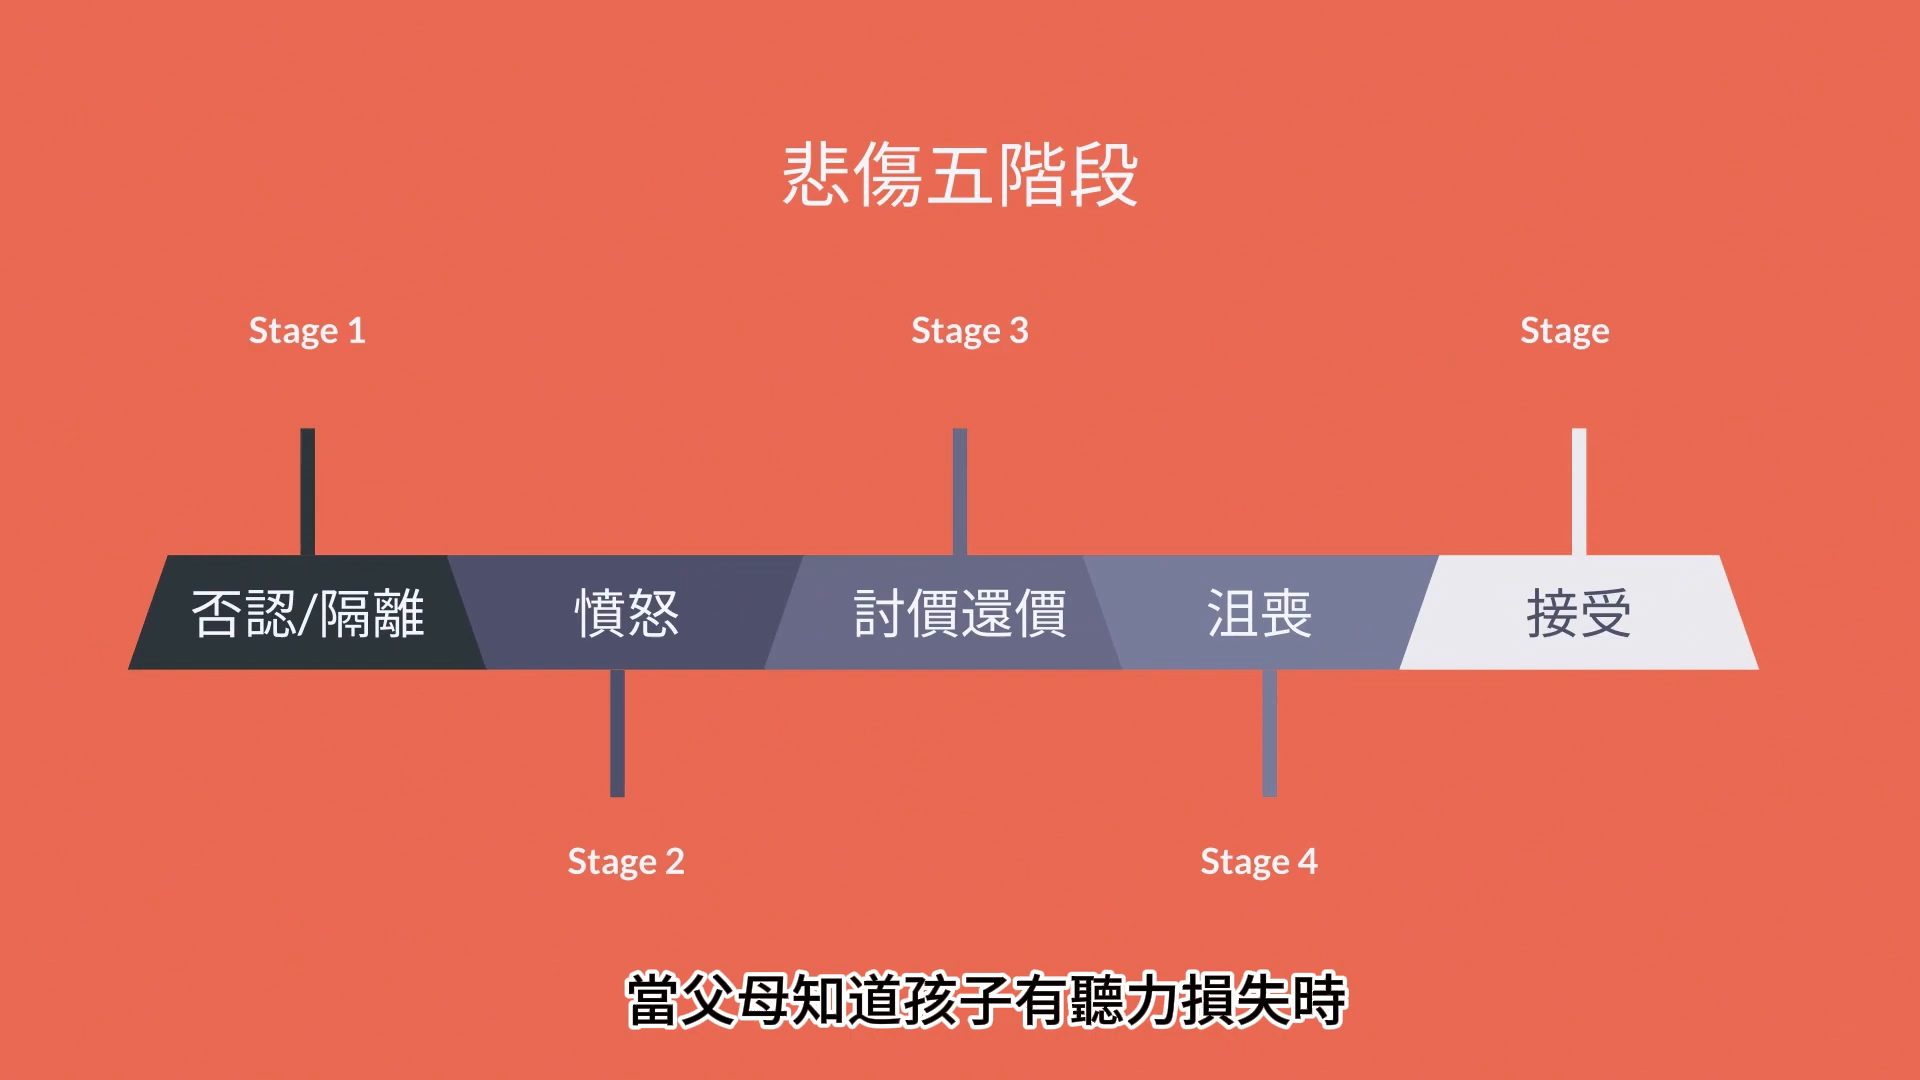 悲傷五階段
Stage 1
Stage 3
Stage
否認/隔離
憤怒
討價還價
沮喪
接受
Stage 2
Stage 4
當父母知道孩子有聽力損失時